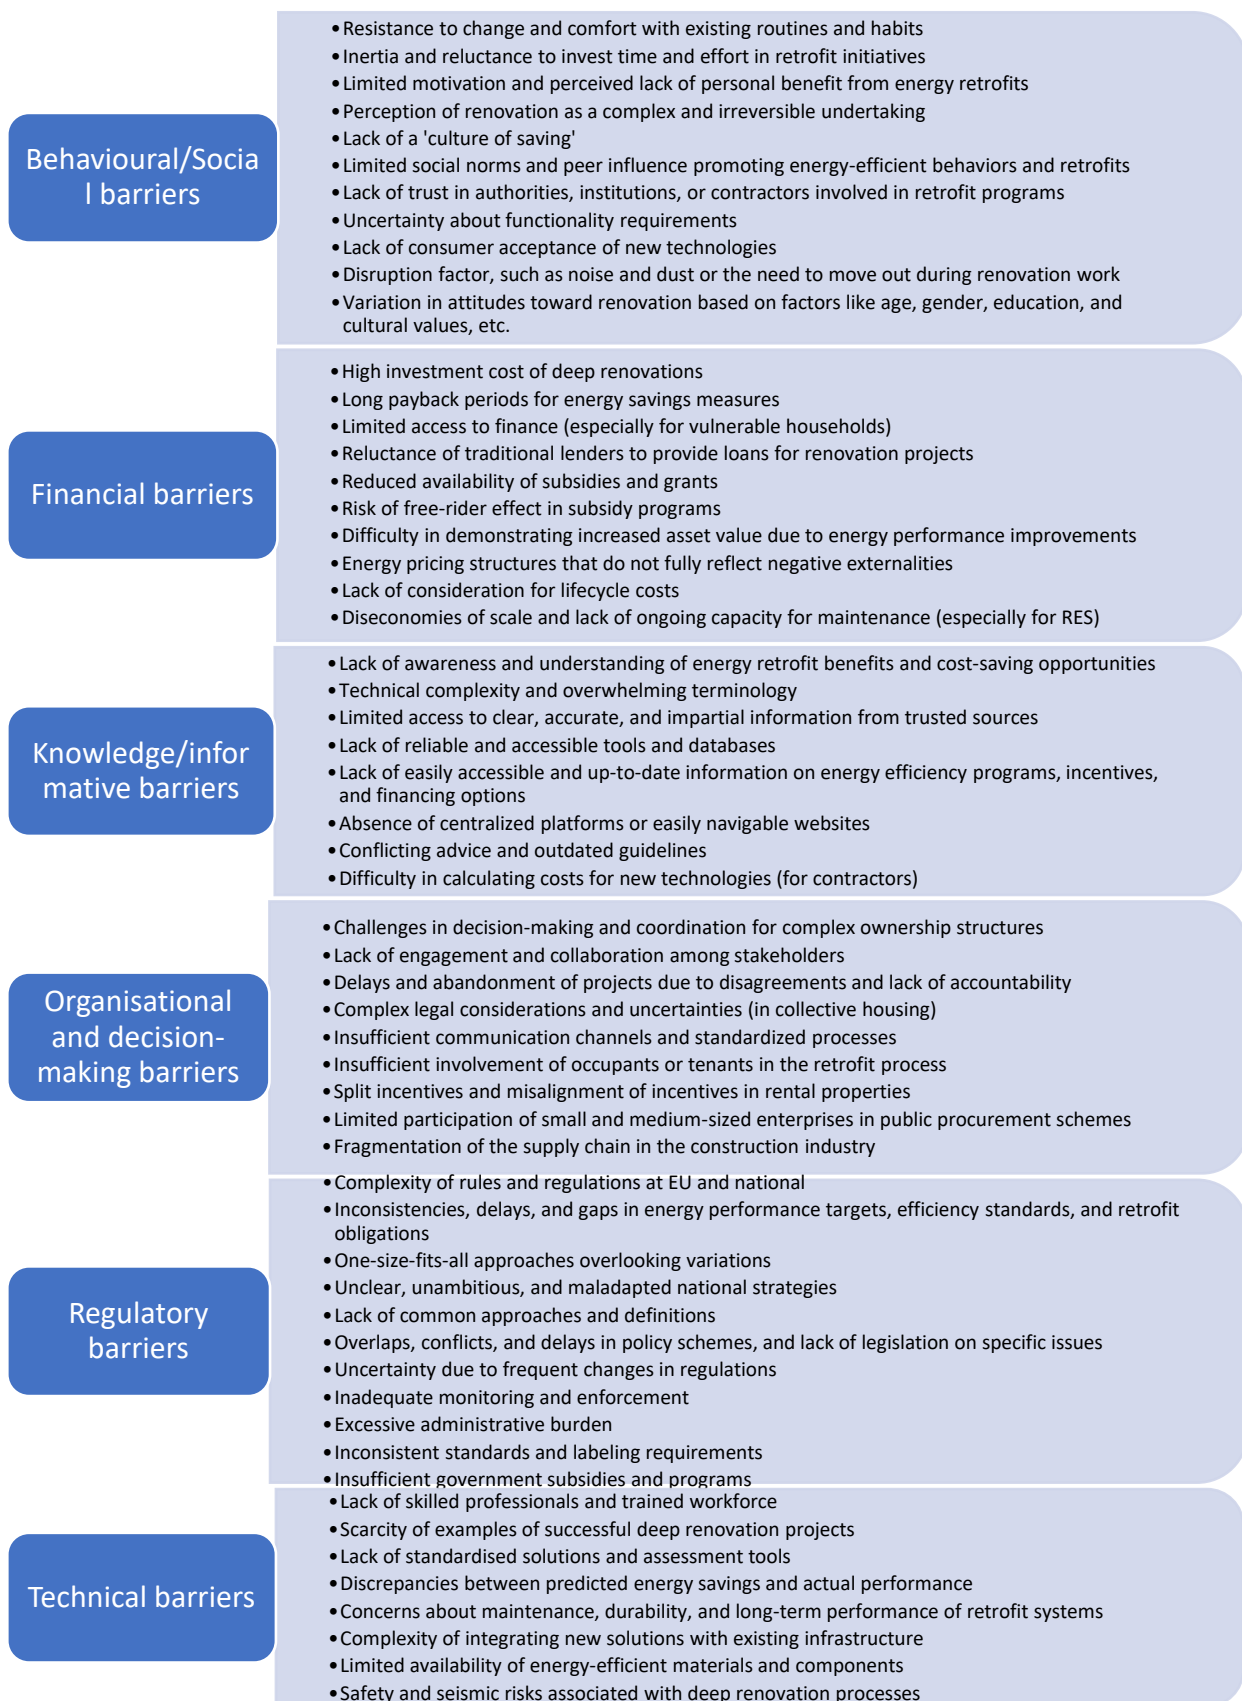 Behavioural/Socia
l barriers
•Resistance to change and comfort with existing routines and habits
•Inertia and reluctance to invest time and effort in retrofit initiatives
•Limited motivation and perceived lack of personal benefit from energy retrofits
•Perception of renovation as a complex and irreversible undertaking
•Lack of a 'culture of saving'
•Limited social norms and peer influence promoting energy-efficient behaviors and retrofits
•Lack of trust in authorities, institutions, or contractors involved in retrofit programs
•Uncertainty about functionality requirements
•Lack of consumer acceptance of new technologies
•Disruption factor, such as noise and dust or the need to move out during renovation work
•Variation in attitudes toward renovation based on factors like age, gender, education, and
cultural values, etc.
Financial barriers
•High investment cost of deep renovations
•Long payback periods for energy savings measures
•Limited access to finance (especially for vulnerable households)
•Reluctance of traditional lenders to provide loans for renovation projects
•Reduced availability of subsidies and grants
•Risk of free-rider effect in subsidy programs
•Difficulty in demonstrating increased asset value due to energy performance improvements
•Energy pricing structures that do not fully reflect negative externalities
•Lack of consideration for lifecycle costs
•Diseconomies of scale and lack of ongoing capacity for maintenance (especially for RES)
Knowledge/infor
mative barriers
•Lack of awareness and understanding of energy retrofit benefits and cost-saving opportunities
•Technical complexity and overwhelming terminology
•Limited access to clear, accurate, and impartial information from trusted sources
•Lack of reliable and accessible tools and databases
•Lack of easily accessible and up-to-date information on energy efficiency programs, incentives,
and financing options
•Absence of centralized platforms or easily navigable websites
•Conflicting advice and outdated guidelines
•Difficulty in calculating costs for new technologies (for contractors)
Organisational
and decision-
making barriers
•Challenges in decision-making and coordination for complex ownership structures
•Lack of engagement and collaboration among stakeholders
•Delays and abandonment of projects due to disagreements and lack of accountability
•Complex legal considerations and uncertainties (in collective housing)
•Insufficient communication channels and standardized processes
•Insufficient involvement of occupants or tenants in the retrofit process
•Split incentives and misalignment of incentives in rental properties
•Limited participation of small and medium-sized enterprises in public procurement schemes
•Fragmentation of the supply chain in the construction industry
Regulatory
barriers
•Complexity of rules and regulations at EU and national
•Inconsistencies, delays, and gaps in energy performance targets, efficiency standards, and retrofit
obligations
•One-size-fits-all approaches overlooking variations
•Unclear, unambitious, and maladapted national strategies
•Lack of common approaches and definitions
•Overlaps, conflicts, and delays in policy schemes, and lack of legislation on specific issues
•Uncertainty due to frequent changes in regulations
•Inadequate monitoring and enforcement
•Excessive administrative burden
•Inconsistent standards and labeling requirements
•Insufficient government subsidies and programs
Technical barriers
•Lack of skilled professionals and trained workforce
•Scarcity of examples of successful deep renovation projects
•Lack of standardised solutions and assessment tools
•Discrepancies between predicted energy savings and actual performance
•Concerns about maintenance, durability, and long-term performance of retrofit systems
•Complexity of integrating new solutions with existing infrastructure
•Limited availability of energy-efficient materials and components
•Safety and seismic risks associated with deep renovation processes